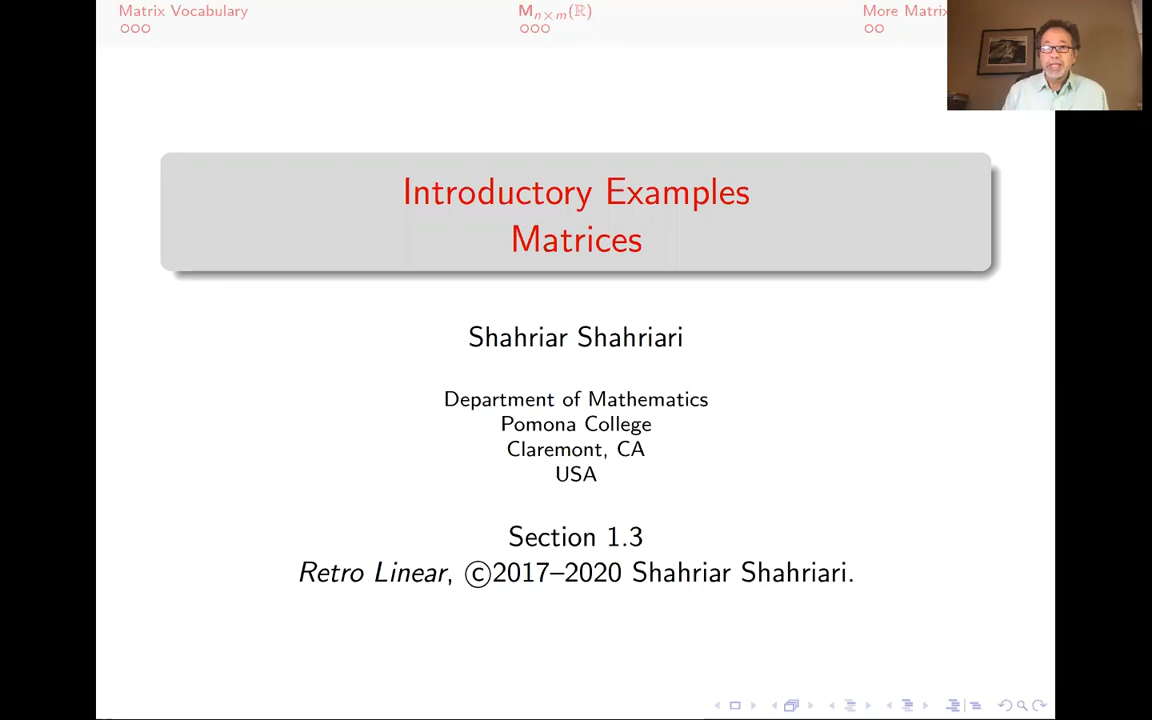 Matrix Vocabulary
M_{n×m}(ℝ)
More Matri
Introductory Examples
Matrices
Shahriar Shahriari
Department of Mathematics
Pomona College
Claremont, CA
USA
Section 1.3
Retro Linear, ©2017–2020 Shahriar Shahriari.